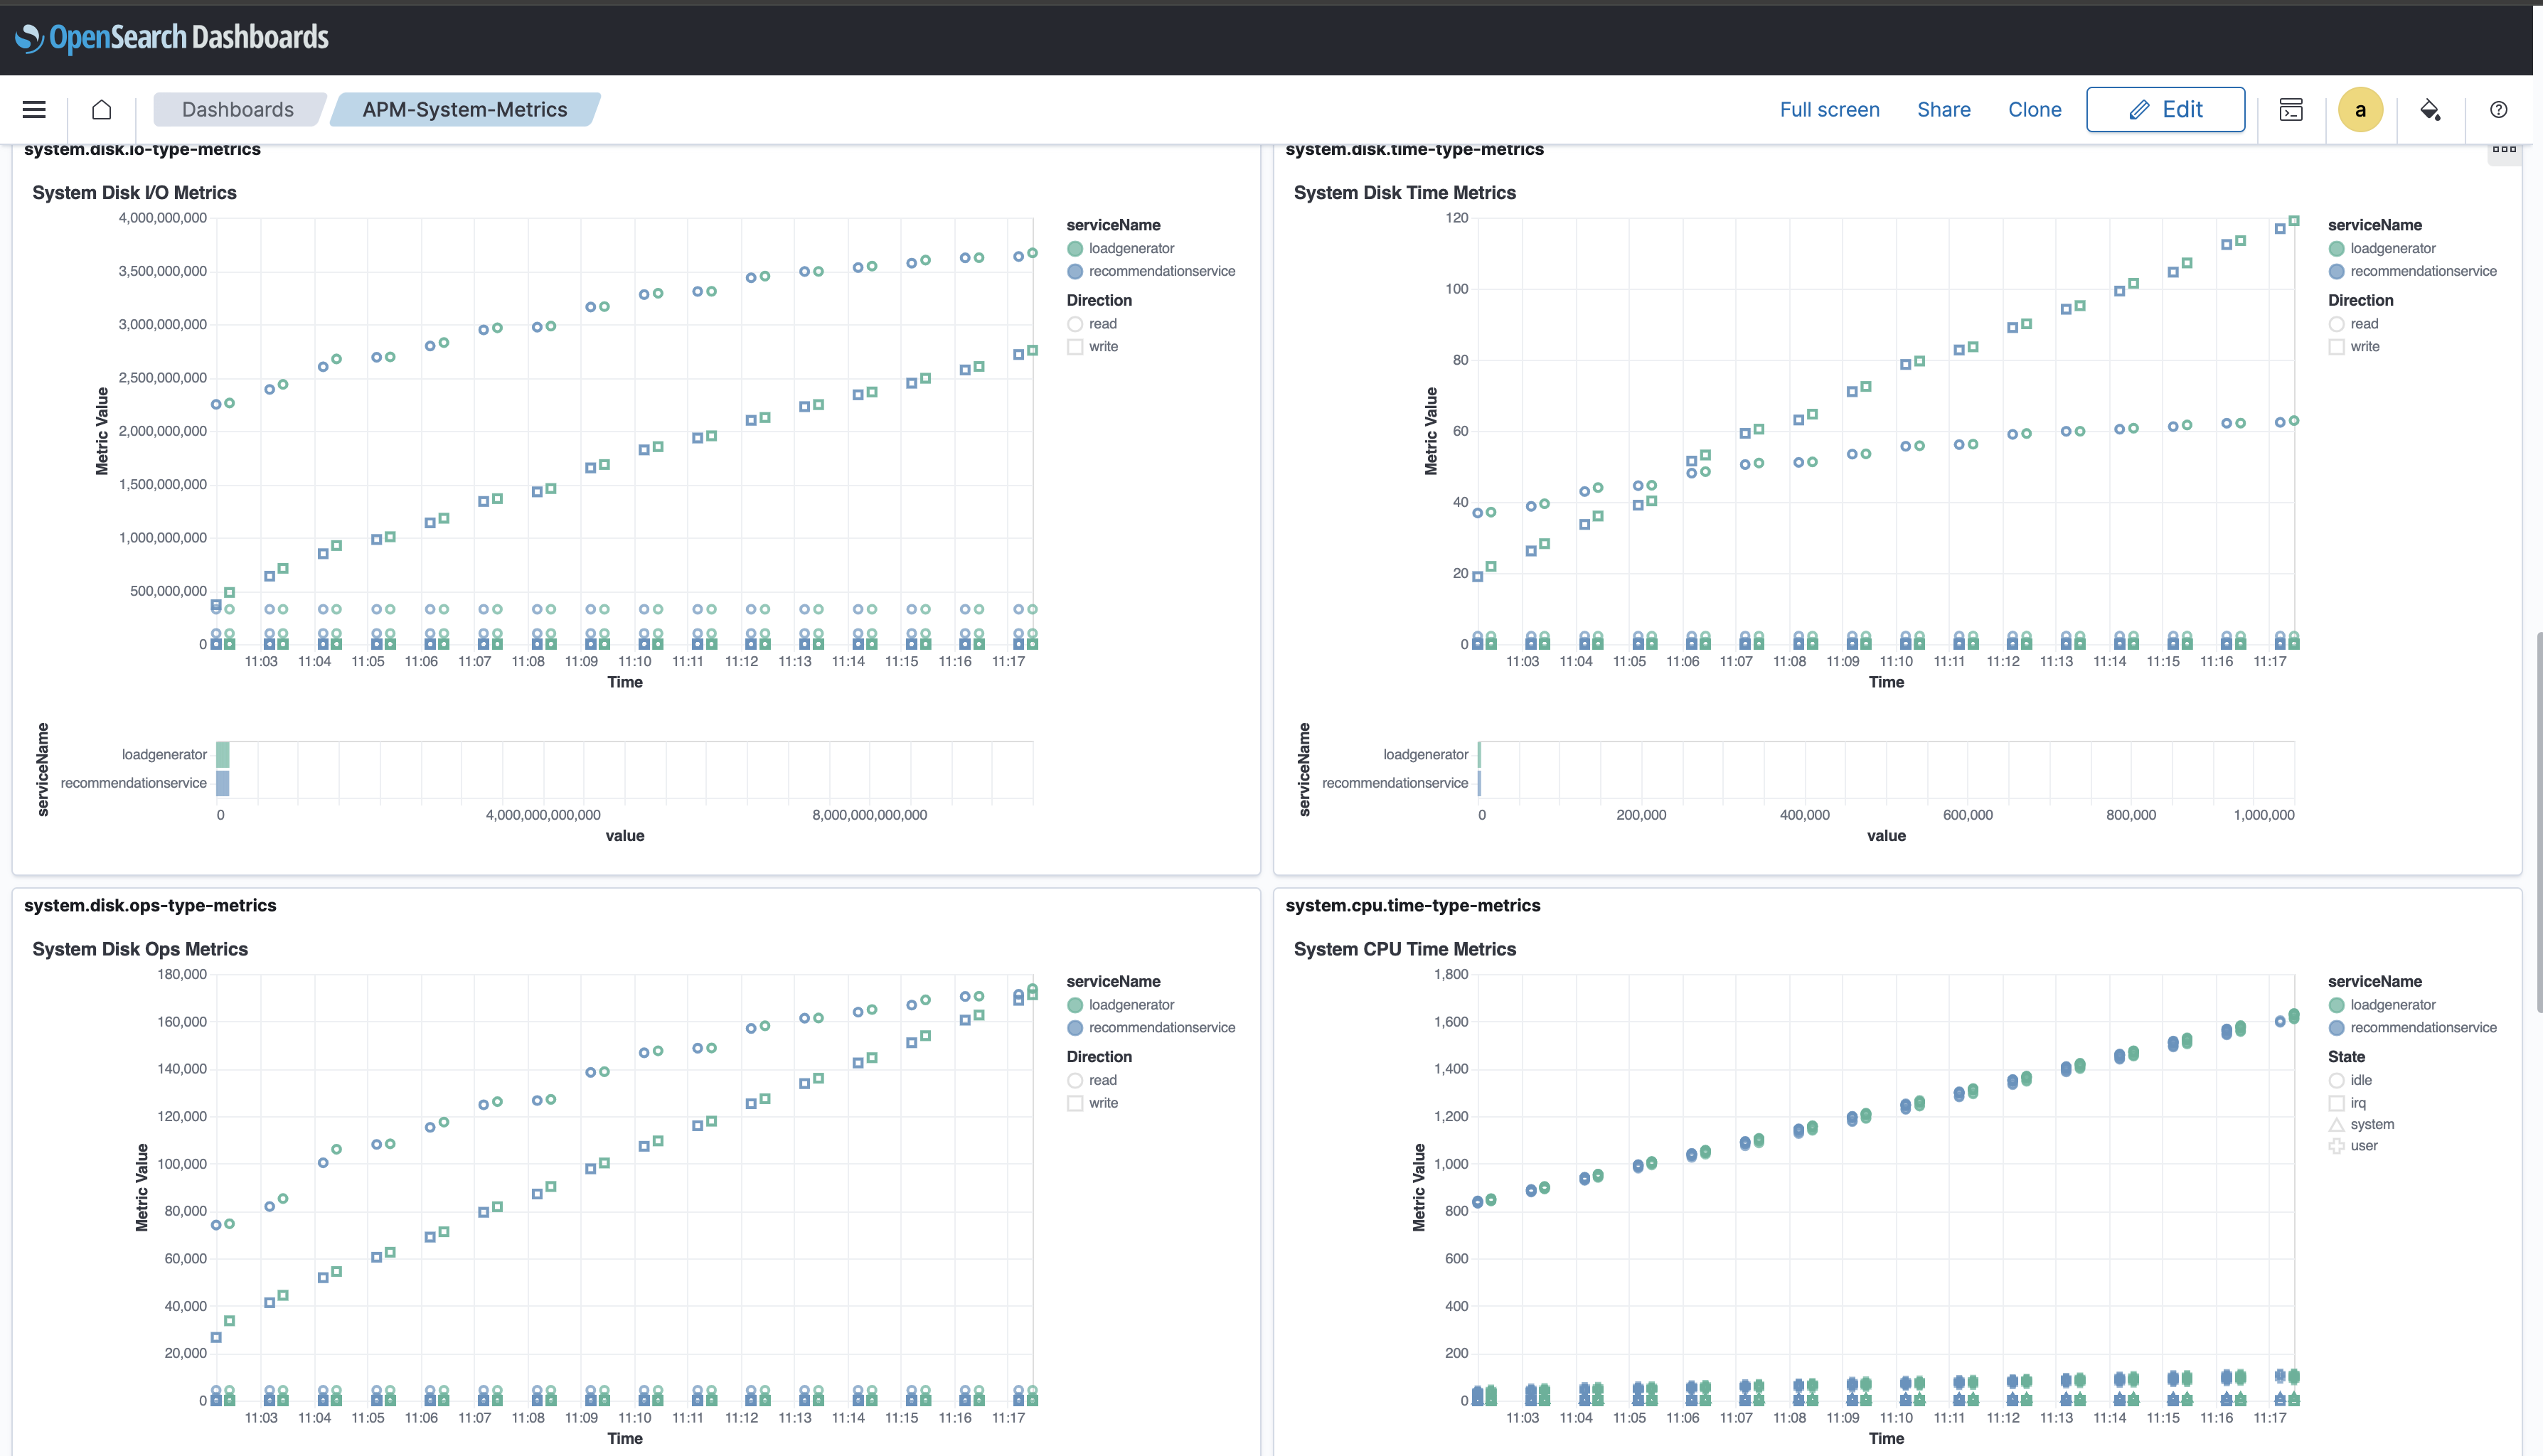 OpenSearch Dashboards
Dashboards
APM-System-Metrics
Full screen
Share
Clone
Edit
a
system.disk.io-type-metrics
System Disk I/O Metrics
4,000,000,000
3,500,000,000
3,000,000,000
2,500,000,000
2,000,000,000
1,500,000,000
1,000,000,000
500,000,000
0
Metric Value
11:03 11:04 11:05 11:06 11:07 11:08 11:09 11:10 11:11 11:12 11:13 11:14 11:15 11:16 11:17
Time
serviceName
loadgenerator
recommendationservice
Direction
read
write
serviceName
loadgenerator
recommendationservice
0 4,000,000,000,000 8,000,000,000,000
value
system.disk.time-type-metrics
System Disk Time Metrics
120
100
80
60
40
20
0
Metric Value
11:03 11:04 11:05 11:06 11:07 11:08 11:09 11:10 11:11 11:12 11:13 11:14 11:15 11:16 11:17
Time
serviceName
loadgenerator
recommendationservice
Direction
read
write
serviceName
loadgenerator
recommendationservice
0 200,000 400,000 600,000 800,000 1,000,000
value
system.disk.ops-type-metrics
System Disk Ops Metrics
180,000
160,000
140,000
120,000
100,000
80,000
60,000
40,000
20,000
0
Metric Value
11:03 11:04 11:05 11:06 11:07 11:08 11:09 11:10 11:11 11:12 11:13 11:14 11:15 11:16 11:17
Time
serviceName
loadgenerator
recommendationservice
Direction
read
write
system.cpu.time-type-metrics
System CPU Time Metrics
1,800
1,600
1,400
1,200
1,000
800
600
400
200
0
Metric Value
11:03 11:04 11:05 11:06 11:07 11:08 11:09 11:10 11:11 11:12 11:13 11:14 11:15 11:16 11:17
Time
serviceName
loadgenerator
recommendationservice
State
idle
irq
system
user